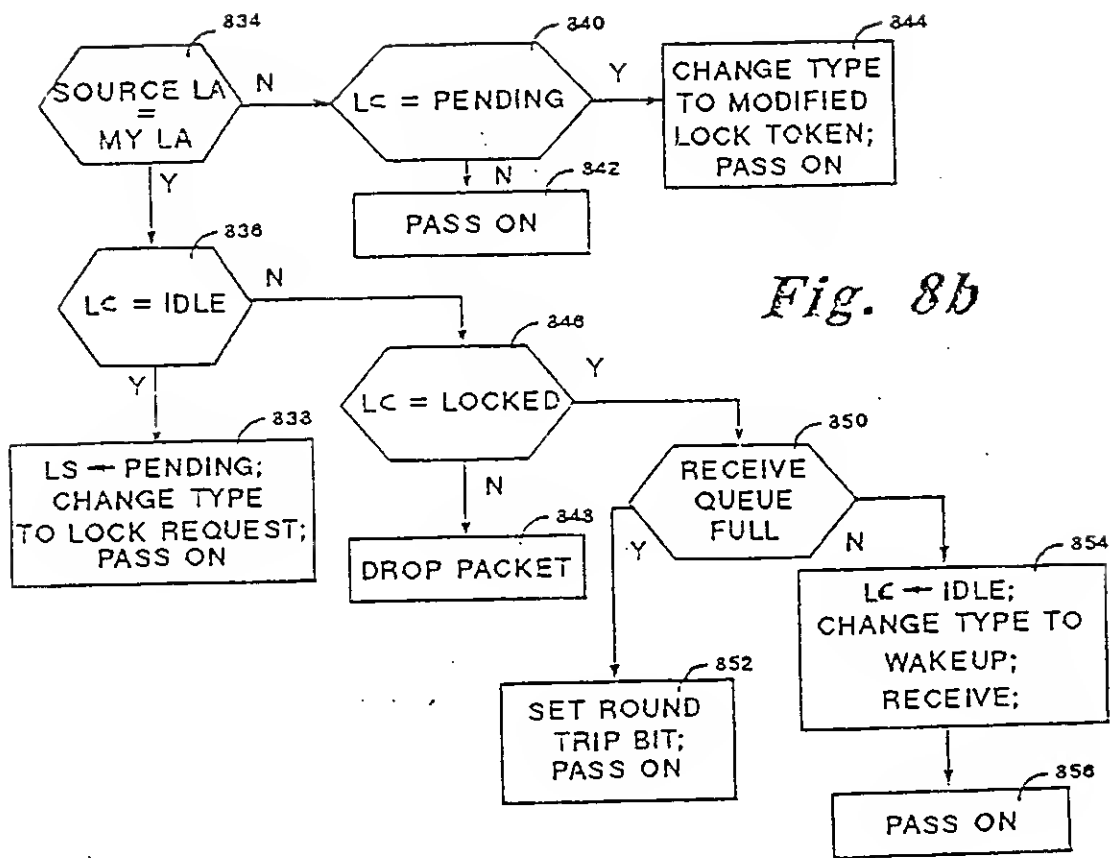 834
SOURCE LA
=
MY LA
N
Y
840
LC = PENDING
Y
N
844
CHANGE TYPE
TO MODIFIED
LOCK TOKEN;
PASS ON
842
PASS ON
836
LC = IDLE
N
Y
Fig. 8b
838
LS ← PENDING;
CHANGE TYPE
TO LOCK REQUEST;
PASS ON
846
LC = LOCKED
Y
N
848
DROP PACKET
850
RECEIVE
QUEUE
FULL
Y
N
852
SET ROUND
TRIP BIT;
PASS ON
854
LC ← IDLE;
CHANGE TYPE TO
WAKEUP;
RECEIVE;
856
PASS ON